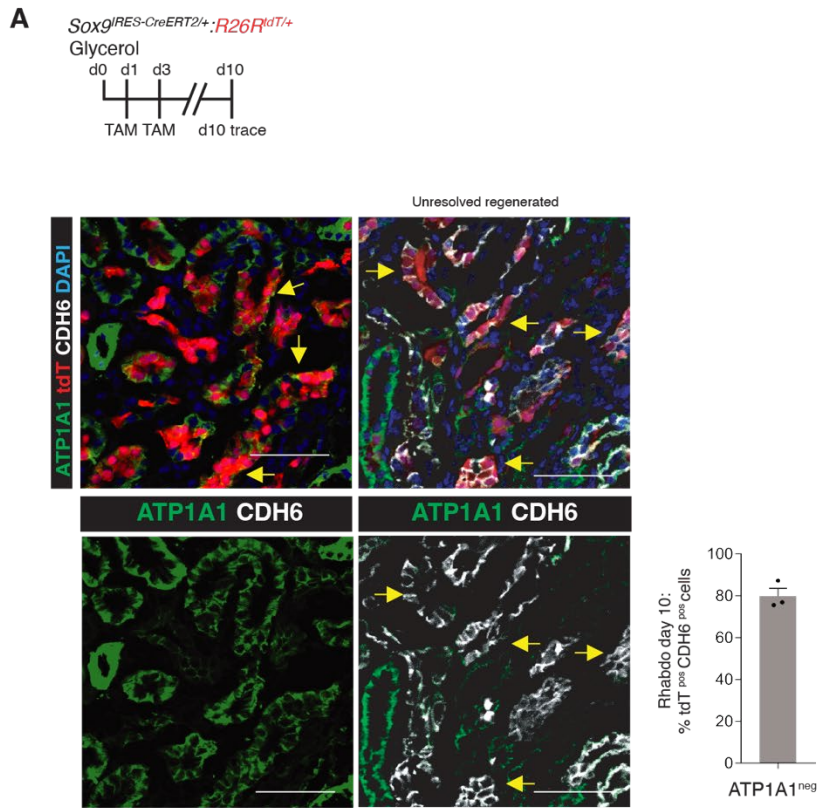 A
Sox9IRES-CreERT2/+:R26RtdT/+
Glycerol
d0 d1 d3 d10
TAM TAM d10 trace
Unresolved regenerated
ATP1A1 tdT CDH6 DAPI
ATP1A1 CDH6
ATP1A1 CDH6
Rhabdo day 10:
% tdT pos CDH6 pos cells
100
80
60
40
20
0
ATP1A1neg